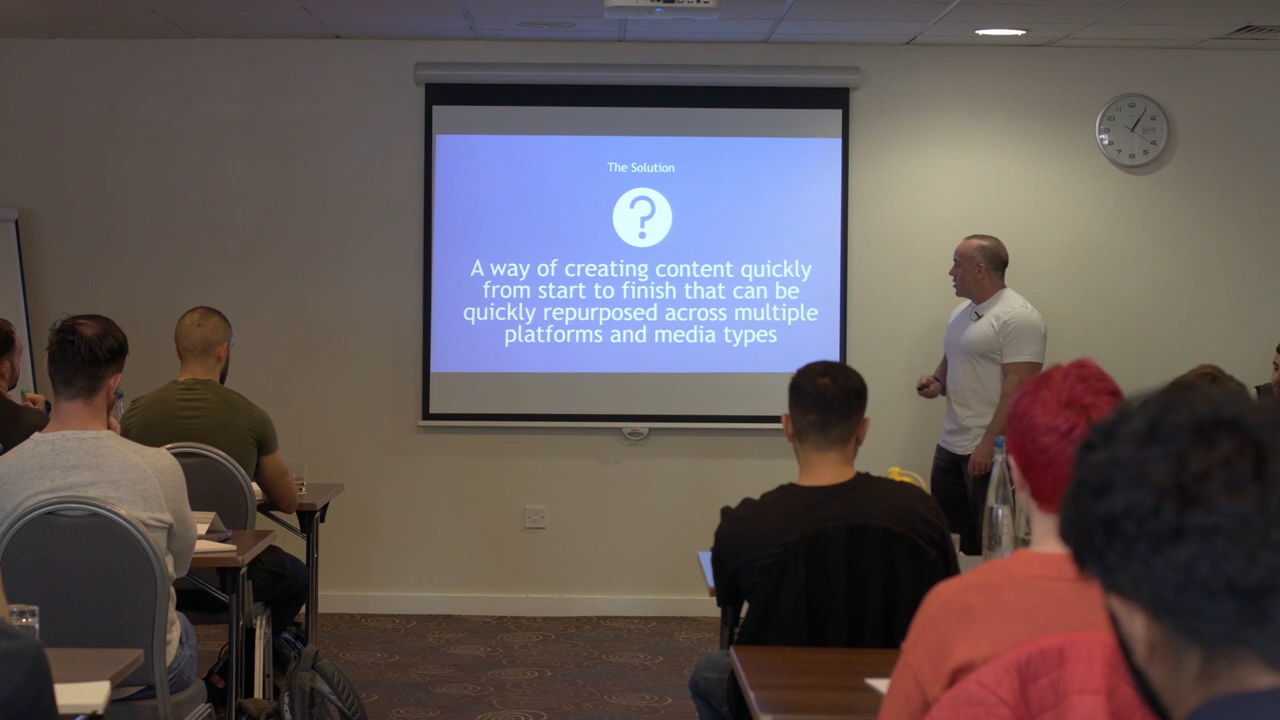 The Solution
?
A way of creating content quickly
from start to finish that can be
quickly repurposed across multiple
platforms and media types